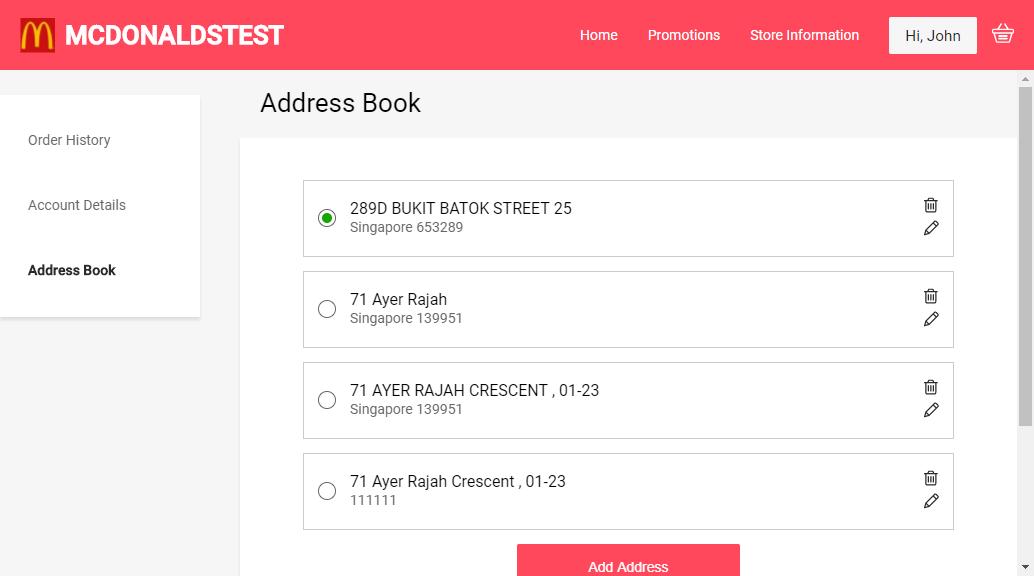 MCDONALDSTEST
Home
Promotions
Store Information
Hi, John
Order History
Account Details
Address Book
Address Book
289D BUKIT BATOK STREET 25
Singapore 653289
71 Ayer Rajah
Singapore 139951
71 AYER RAJAH CRESCENT , 01-23
Singapore 139951
71 Ayer Rajah Crescent , 01-23
111111
Add Address